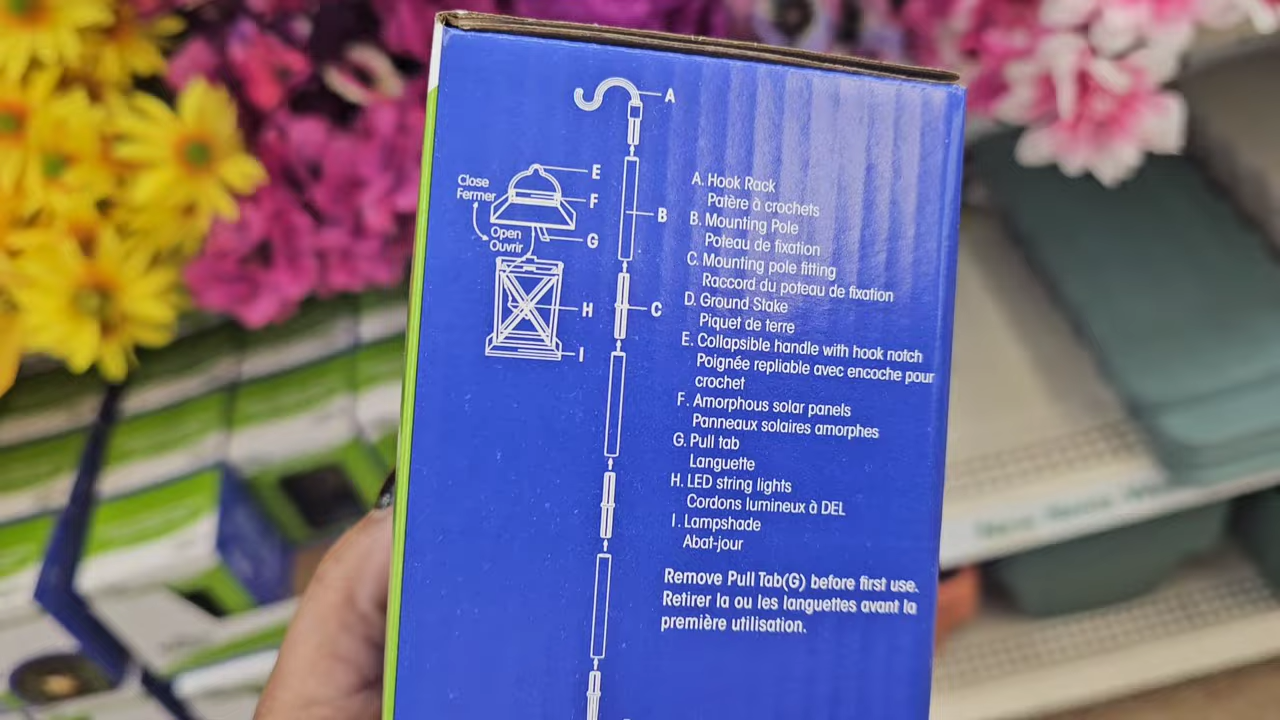 A
E
Close
Fermer
F
B
Open
Ouvrir
G
H
C
I
A. Hook Rack
Patère à crochets
B. Mounting Pole
Poteau de fixation
C. Mounting pole fitting
Raccord du poteau de fixation
D. Ground Stake
Piquet de terre
E. Collapsible handle with hook notch
Poignée repliable avec encoche pour
crochet
F. Amorphous solar panels
Panneaux solaires amorphes
G. Pull tab
Languette
H. LED string lights
Cordons lumineux à DEL
I. Lampshade
Abat-jour
Remove Pull Tab(G) before first use.
Retirer la ou les languettes avant la
première utilisation.